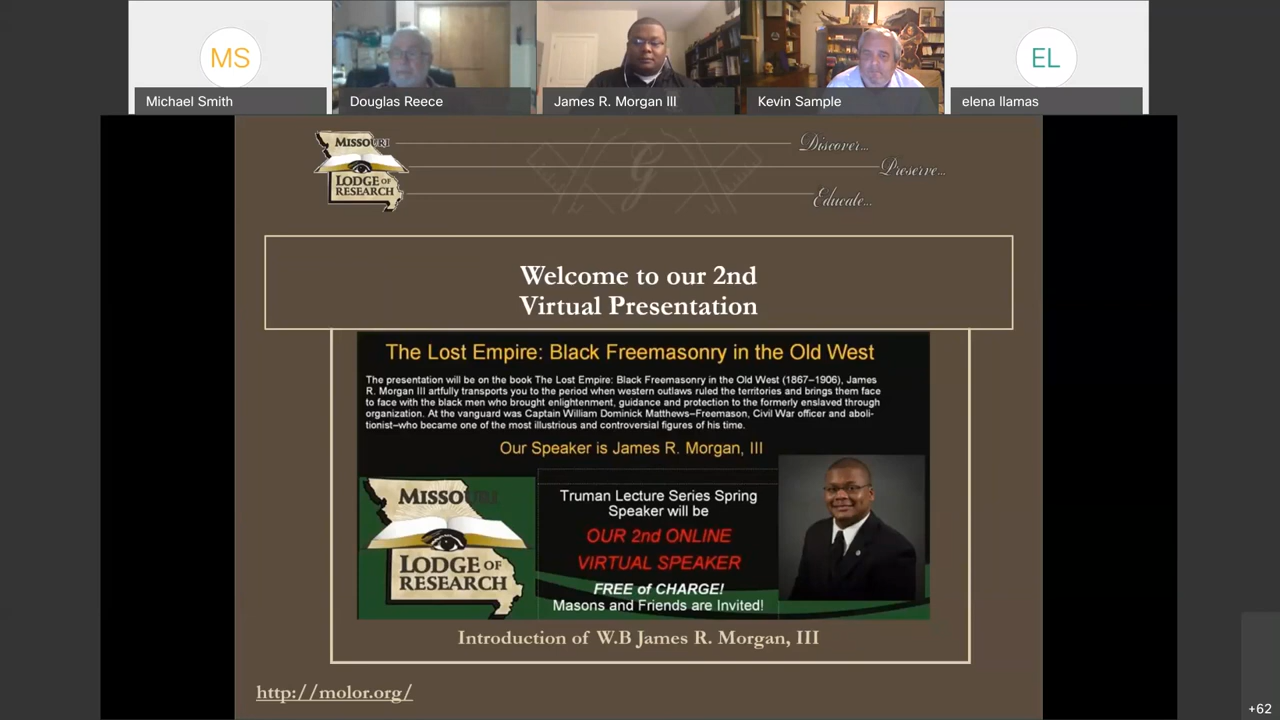 MS
EL
Michael Smith
Douglas Reece
James R. Morgan III
Kevin Sample
elena llamas
MISSOURI
LODGE OF
RESEARCH
G
Discover...
Preserve...
Educate...
Welcome to our 2nd
Virtual Presentation
The Lost Empire: Black Freemasonry in the Old West
The presentation will be on the book The Lost Empire: Black Freemasonry in the Old West (1867–1906), James
R. Morgan III artfully transports you to the period when western outlaws ruled the territories and brings them face
to face with the black men who brought enlightenment, guidance and protection to the formerly enslaved through
organization. At the vanguard was Captain William Dominick Matthews–Freemason, Civil War officer and aboli-
tionist–who became one of the most illustrious and controversial figures of his time.
Our Speaker is James R. Morgan, III
MISSOURI
LODGE OF
RESEARCH
Truman Lecture Series Spring
Speaker will be
OUR 2nd ONLINE
VIRTUAL SPEAKER
FREE of CHARGE!
Masons and Friends are Invited!
Introduction of W.B James R. Morgan, III
http://molor.org/
+62